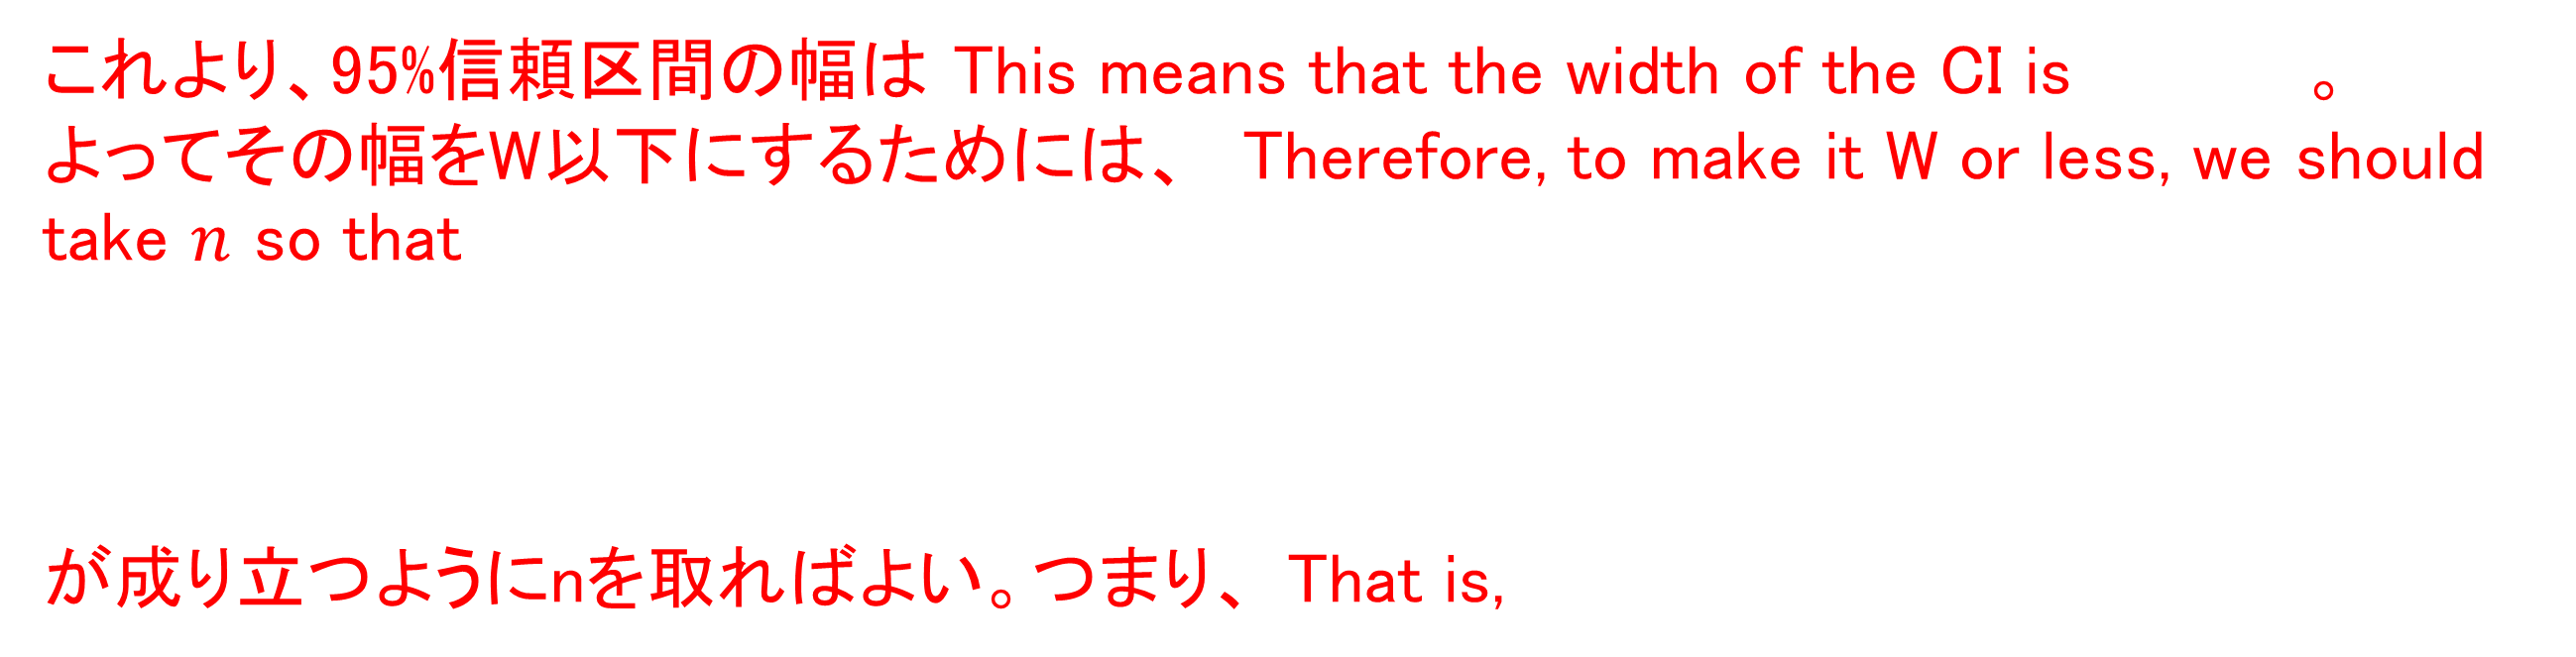 これより、95%信頼区間の幅は This means that the width of the CI is 。
よってその幅をW以下にするためには、 Therefore, to make it W or less, we should
take n so that
が成り立つようにnを取ればよい。つまり、 That is,